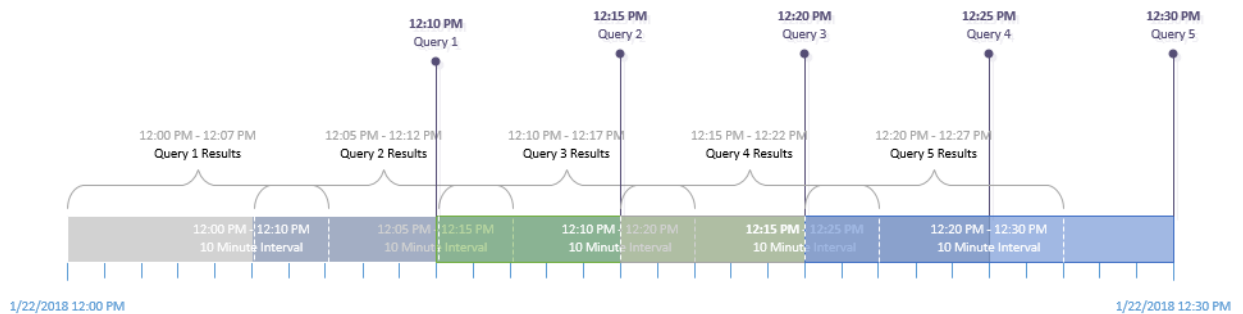 12:10 PM
Query 1
12:15 PM
Query 2
12:20 PM
Query 3
12:25 PM
Query 4
12:30 PM
Query 5
12:00 PM - 12:07 PM
Query 1 Results
12:05 PM - 12:12 PM
Query 2 Results
12:10 PM - 12:17 PM
Query 3 Results
12:15 PM - 12:22 PM
Query 4 Results
12:20 PM - 12:27 PM
Query 5 Results
12:00 PM - 12:10 PM
10 Minute Interval
12:05 PM - 12:15 PM
10 Minute Interval
12:10 PM - 12:20 PM
10 Minute Interval
12:15 PM - 12:25 PM
10 Minute Interval
12:20 PM - 12:30 PM
10 Minute Interval
1/22/2018 12:00 PM
1/22/2018 12:30 PM